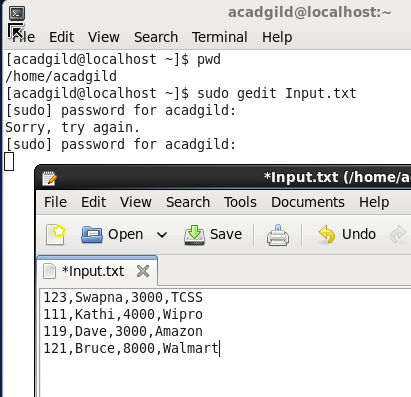 acadgild@localhost:~
File Edit View Search Terminal Help
[acadgild@localhost ~]$ pwd
/home/acadgild
[acadgild@localhost ~]$ sudo gedit Input.txt
[sudo] password for acadgild:
Sorry, try again.
[sudo] password for acadgild:
*Input.txt (/home/a
File Edit View Search Tools Documents Help
Open Save Undo
*Input.txt
123,Swapna,3000,TCSS
111,Kathi,4000,Wipro
119,Dave,3000,Amazon
121,Bruce,8000,Walmart